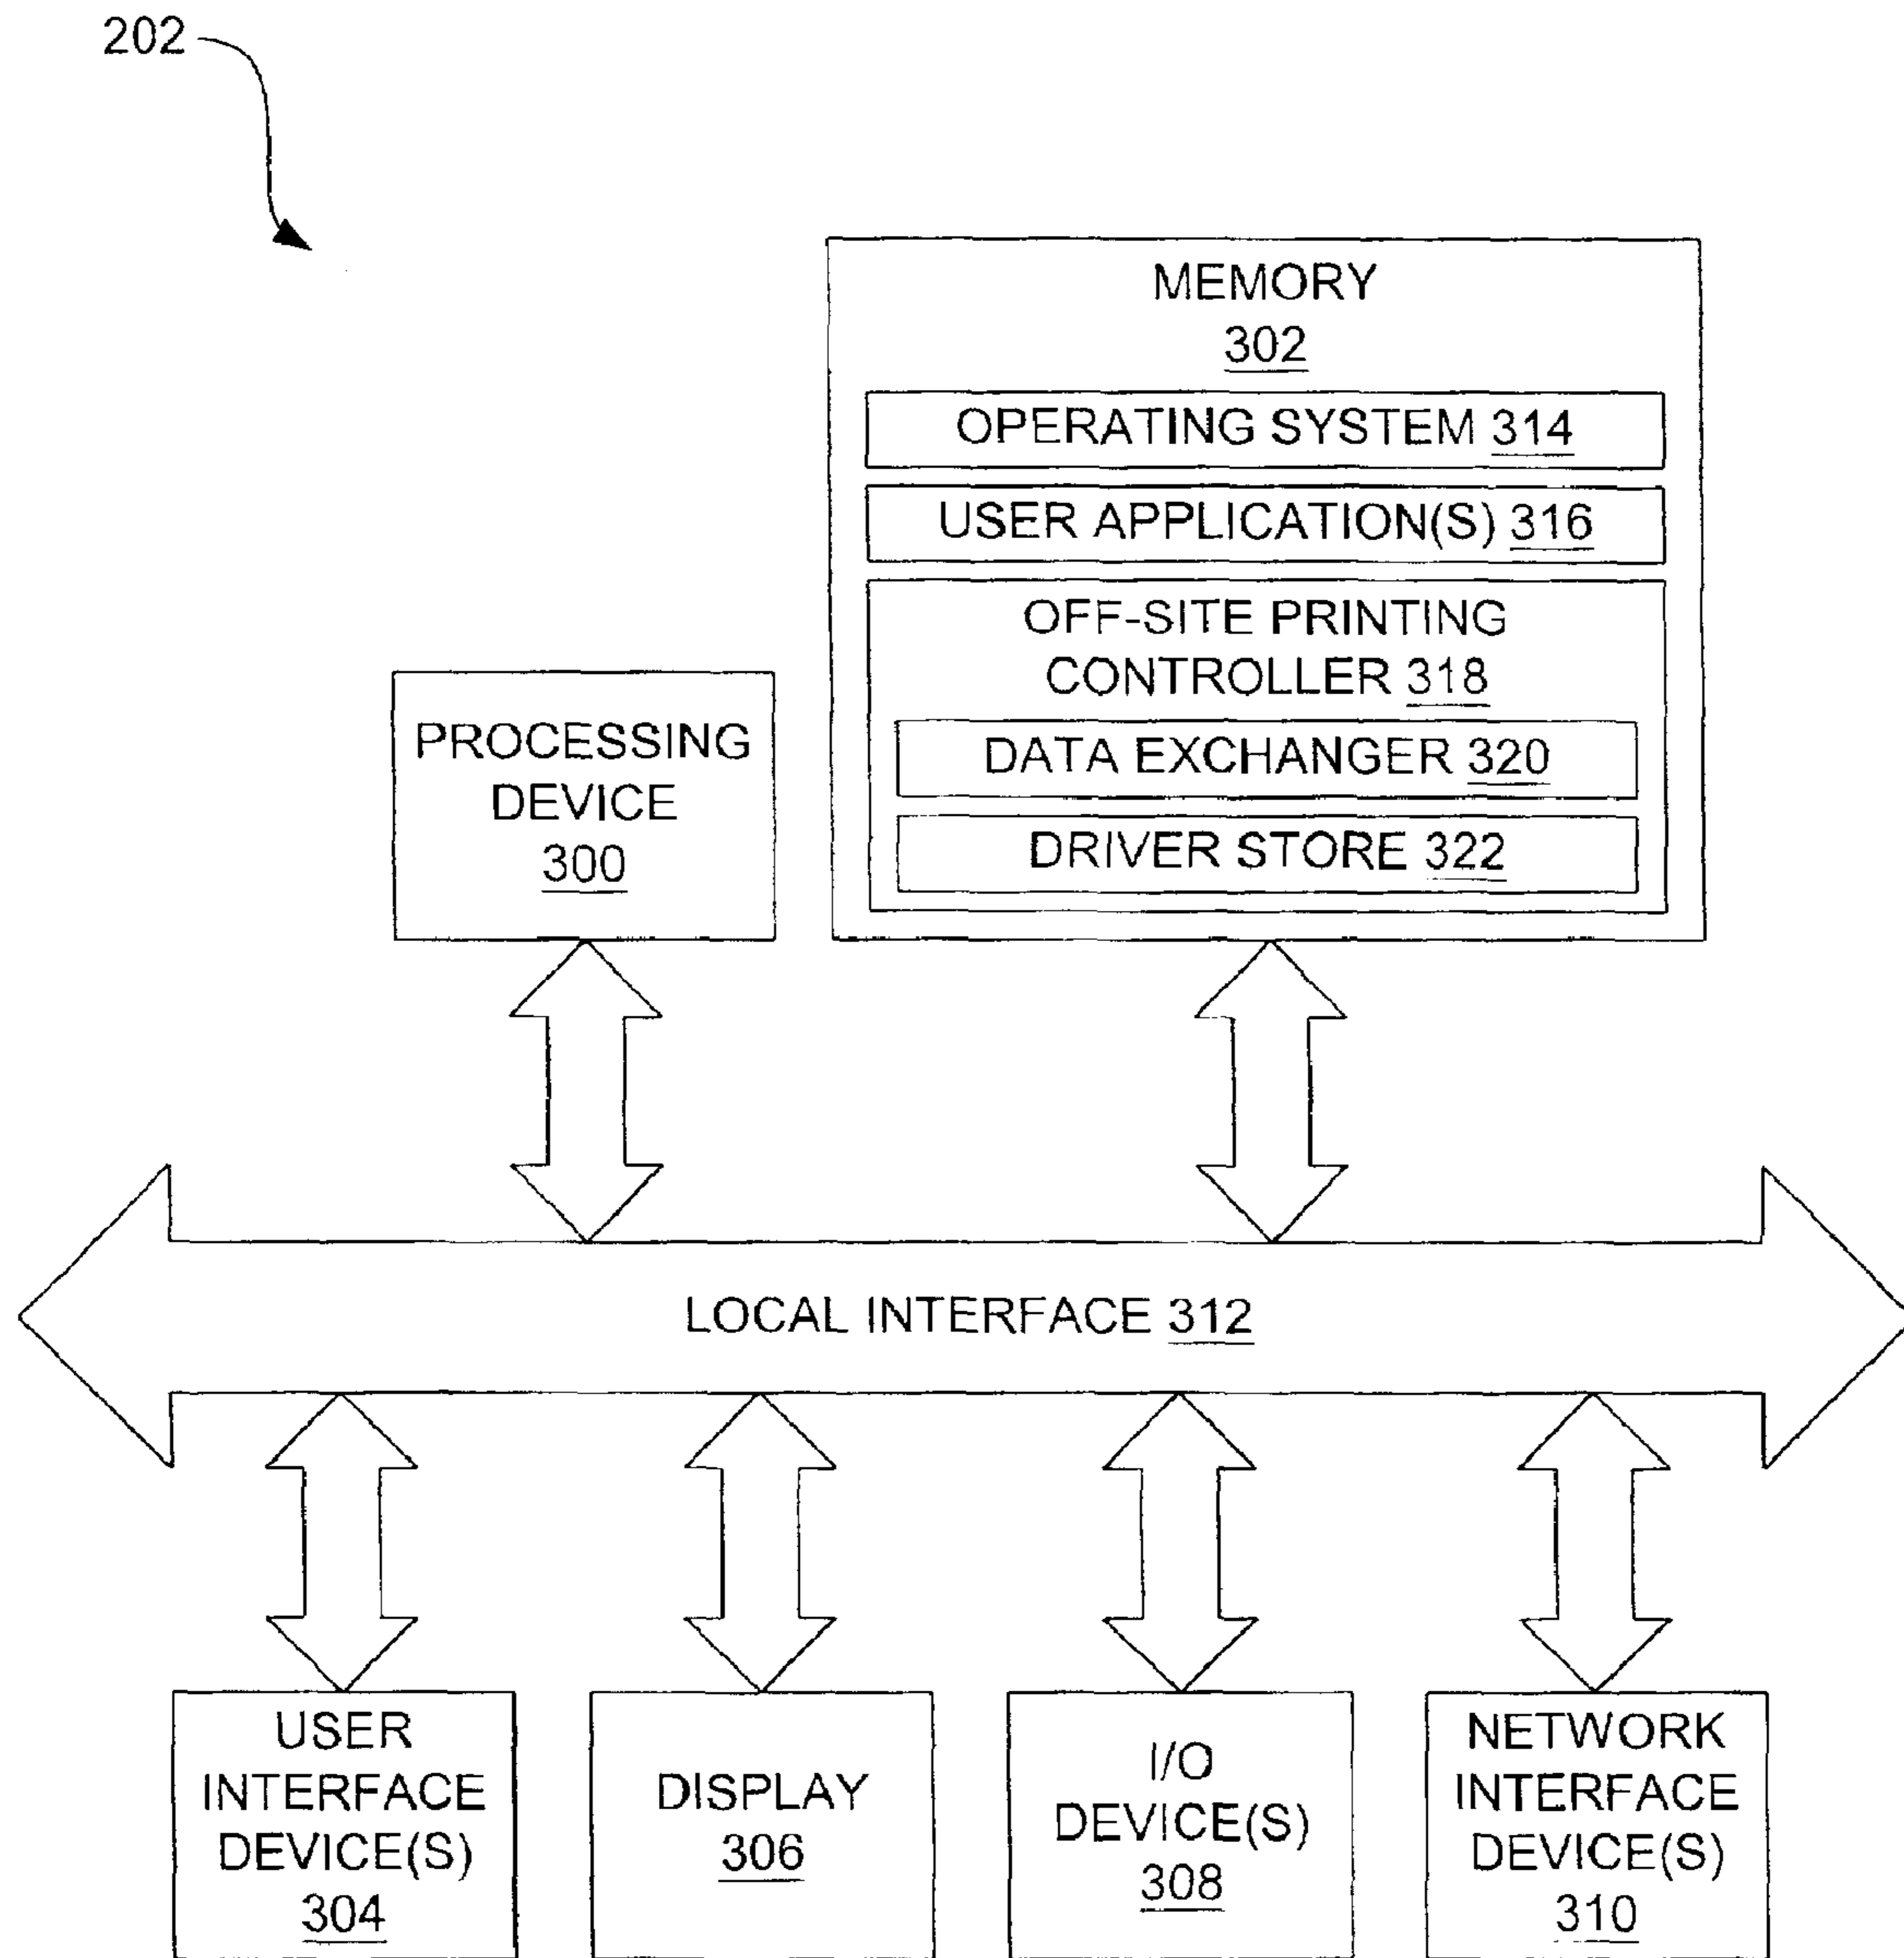 202
MEMORY
302
OPERATING SYSTEM 314
USER APPLICATION(S) 316
OFF-SITE PRINTING
CONTROLLER 318
DATA EXCHANGER 320
DRIVER STORE 322
PROCESSING
DEVICE
300
LOCAL INTERFACE 312
USER
INTERFACE
DEVICE(S)
304
DISPLAY
306
I/O
DEVICE(S)
308
NETWORK
INTERFACE
DEVICE(S)
310